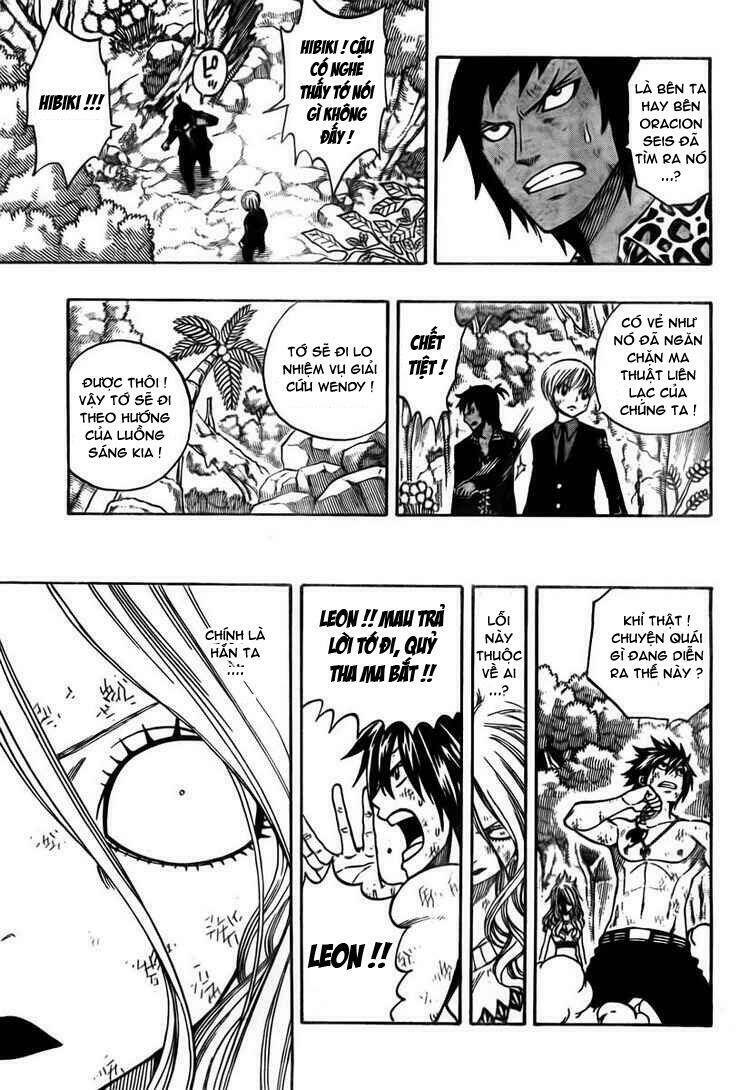 LÀ BÊN TA
HAY BÊN
ORACION
SEIS ĐÃ
TÌM RA NÓ
...?
HIBIKI ! CẬU
CÓ NGHE
THẤY TỚ NÓI
GÌ KHÔNG
ĐẤY !
HIBIKI !!!
CÓ VẺ NHƯ
NÓ ĐÃ NGĂN
CHẶN MA
THUẬT LIÊN
LẠC CỦA
CHÚNG TA !
CHẾT
TIỆT !
TỚ SẼ ĐI LO
NHIỆM VỤ GIẢI
CỨU WENDY !
ĐƯỢC THÔI !
VẬY TỚ SẼ ĐI
THEO HƯỚNG
CỦA LUỒNG
SÁNG KIA !
KHỈ THẬT !
CHUYỆN QUÁI
GÌ ĐANG DIỄN
RA THẾ NÀY ?
LỖI
NÀY
THUỘC
VỀ AI
...?
LEON !! MAU TRẢ
LỜI TỚ ĐI, QUỶ
THA MA BẮT !!
LEON !!
CHÍNH LÀ
HẮN TA
....